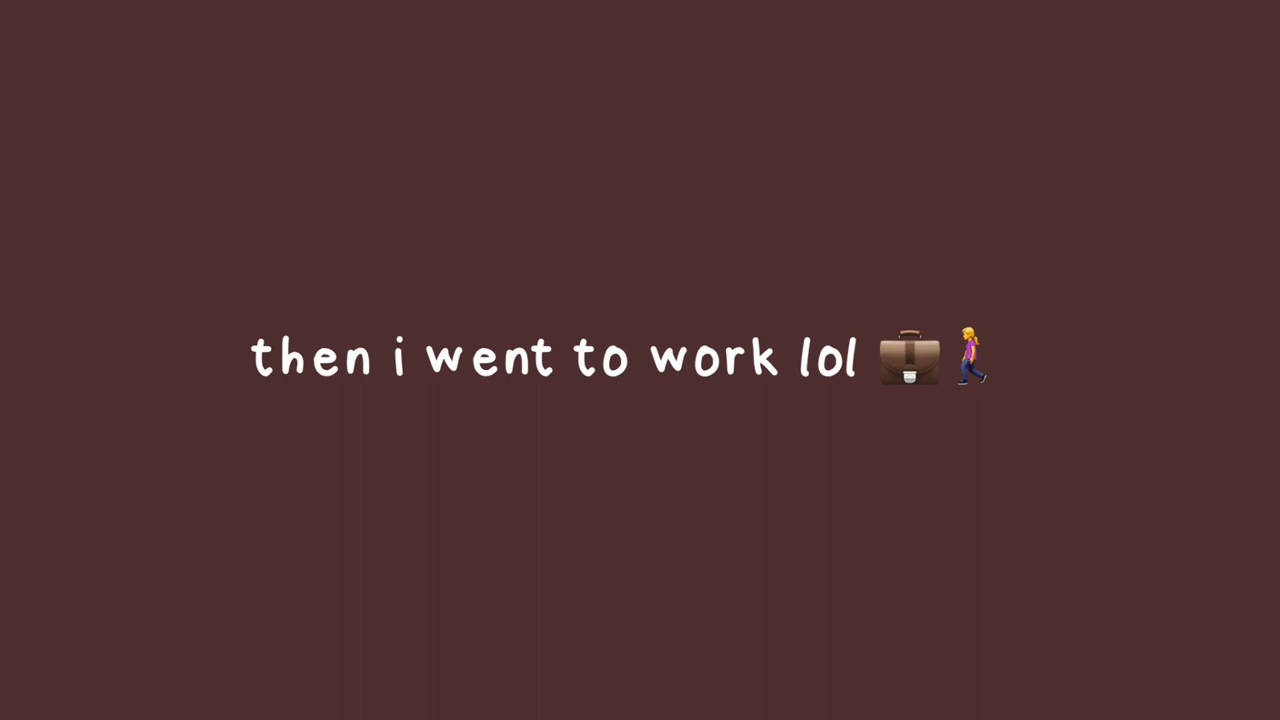 then i went to work lol 💼🚶‍♀️